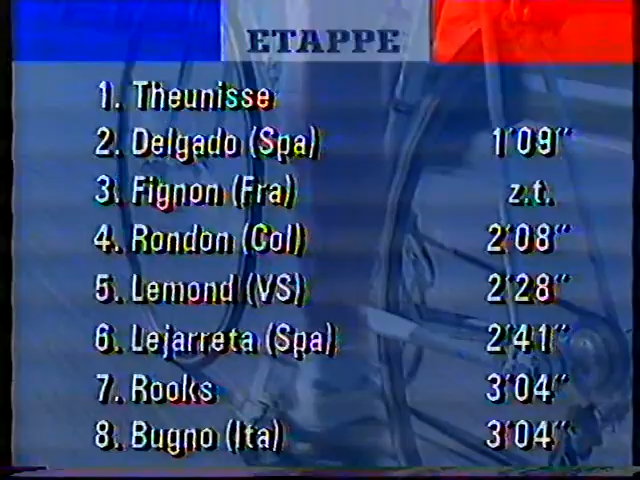 ETAPPE
1. Theunisse
2. Delgado (Spa) 1'09"
3. Fignon (Fra) z.t.
4. Rondon (Col) 2'08"
5. Lemond (VS) 2'28"
6. Lejarreta (Spa) 2'41"
7. Rooks 3'04"
8. Bugno (Ita) 3'04"